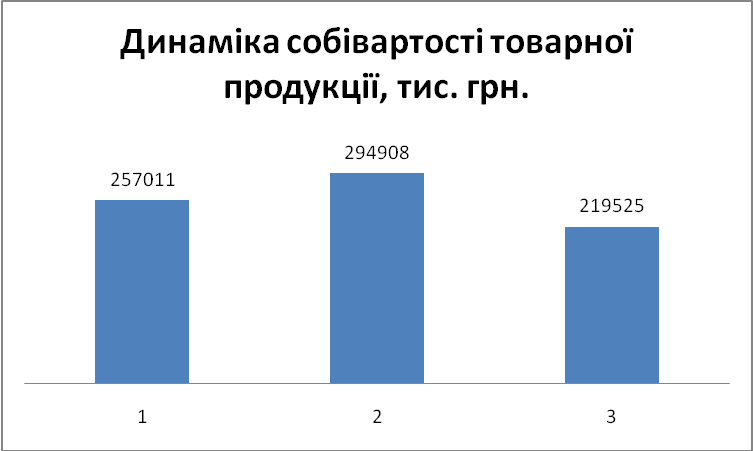 Динаміка собівартості товарної
продукції, тис. грн.
294908
257011
219525
1 2 3